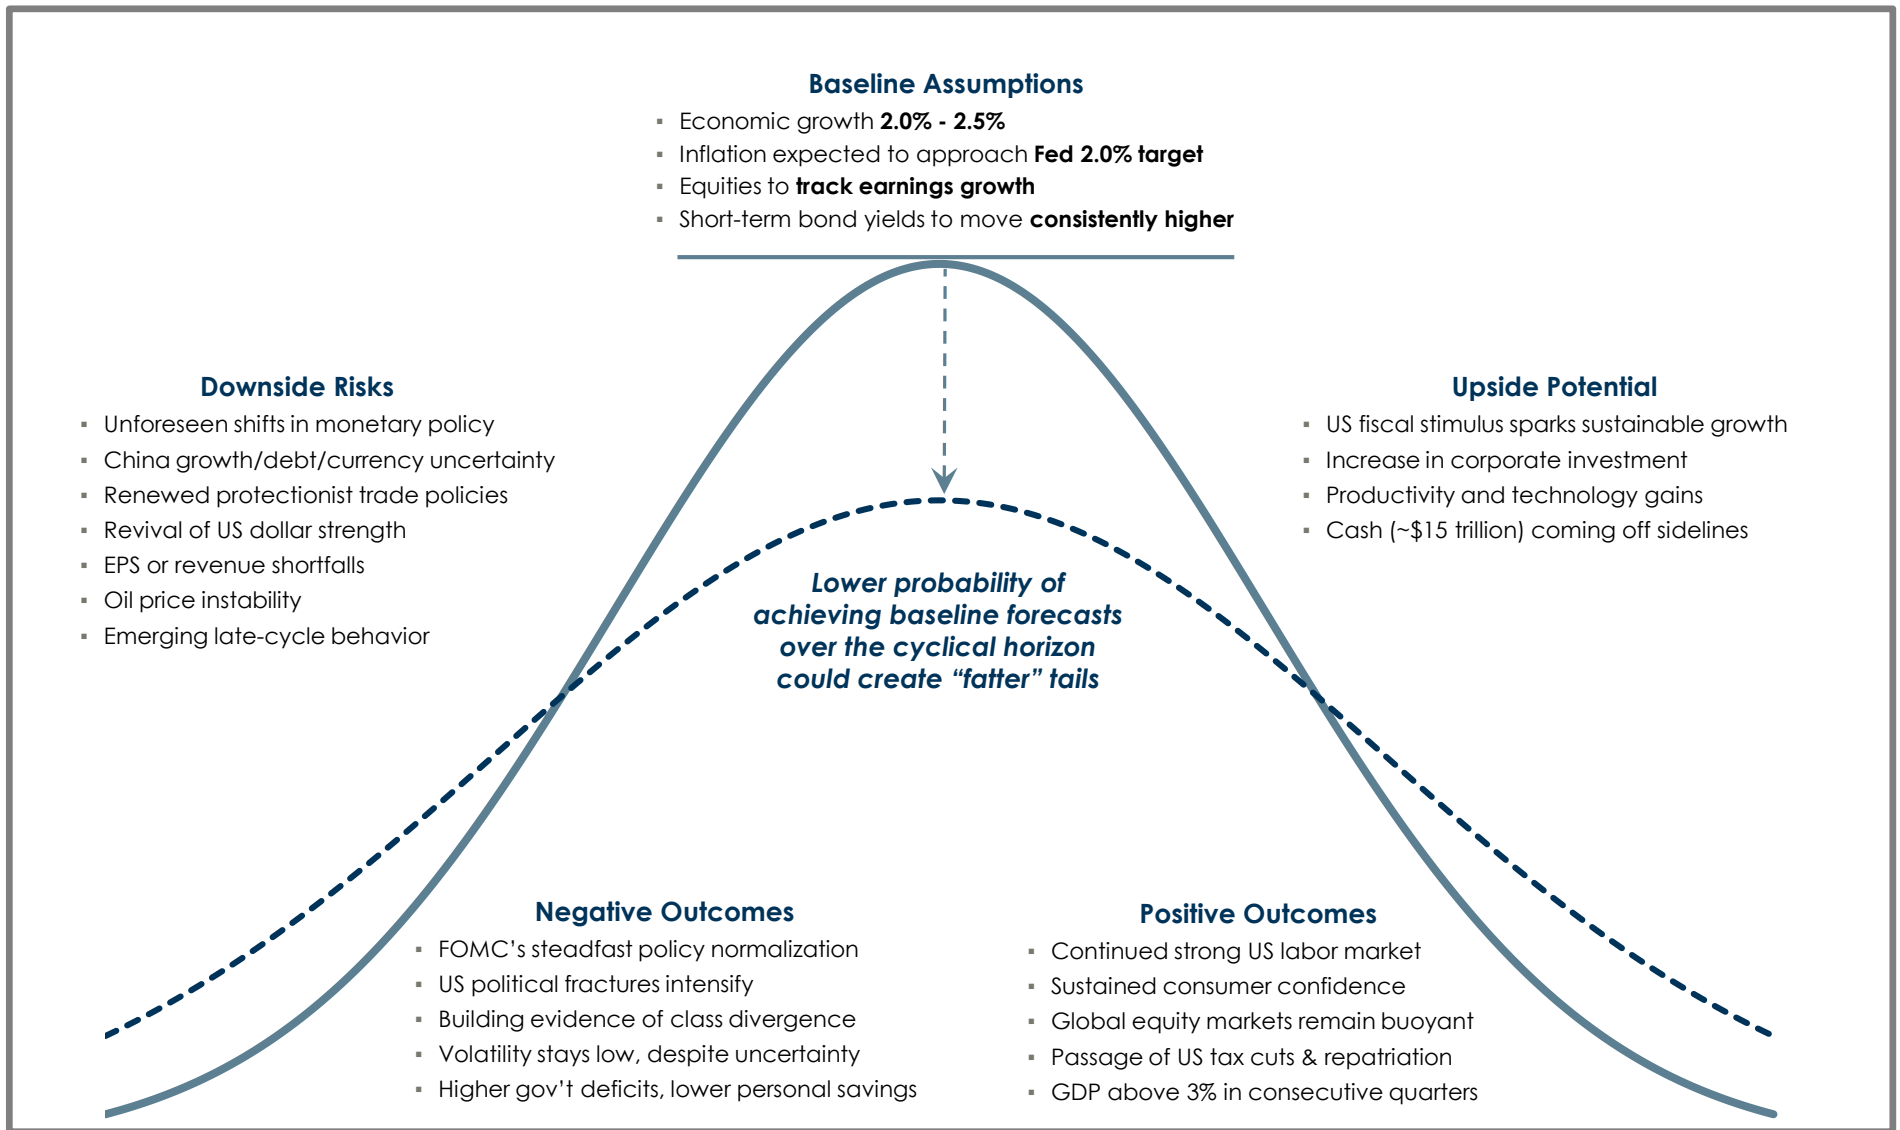 Baseline Assumptions
▪ Economic growth 2.0% - 2.5%
▪ Inflation expected to approach Fed 2.0% target
▪ Equities to track earnings growth
▪ Short-term bond yields to move consistently higher
Downside Risks
▪ Unforeseen shifts in monetary policy
▪ China growth/debt/currency uncertainty
▪ Renewed protectionist trade policies
▪ Revival of US dollar strength
▪ EPS or revenue shortfalls
▪ Oil price instability
▪ Emerging late-cycle behavior
Upside Potential
▪ US fiscal stimulus sparks sustainable growth
▪ Increase in corporate investment
▪ Productivity and technology gains
▪ Cash (~$15 trillion) coming off sidelines
Lower probability of
achieving baseline forecasts
over the cyclical horizon
could create “fatter” tails
Negative Outcomes
▪ FOMC’s steadfast policy normalization
▪ US political fractures intensify
▪ Building evidence of class divergence
▪ Volatility stays low, despite uncertainty
▪ Higher gov’t deficits, lower personal savings
Positive Outcomes
▪ Continued strong US labor market
▪ Sustained consumer confidence
▪ Global equity markets remain buoyant
▪ Passage of US tax cuts & repatriation
▪ GDP above 3% in consecutive quarters